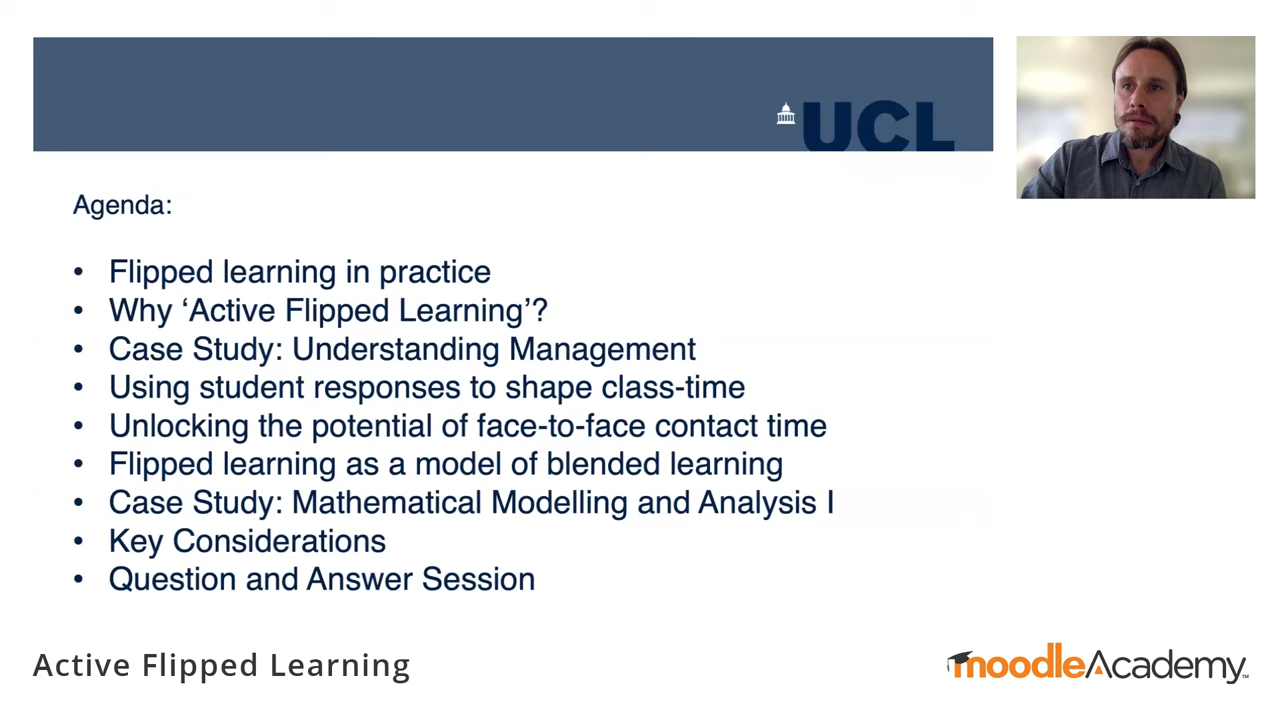 UCL
Agenda:
• Flipped learning in practice
• Why ‘Active Flipped Learning’?
• Case Study: Understanding Management
• Using student responses to shape class-time
• Unlocking the potential of face-to-face contact time
• Flipped learning as a model of blended learning
• Case Study: Mathematical Modelling and Analysis I
• Key Considerations
• Question and Answer Session
Active Flipped Learning
moodleAcademy™